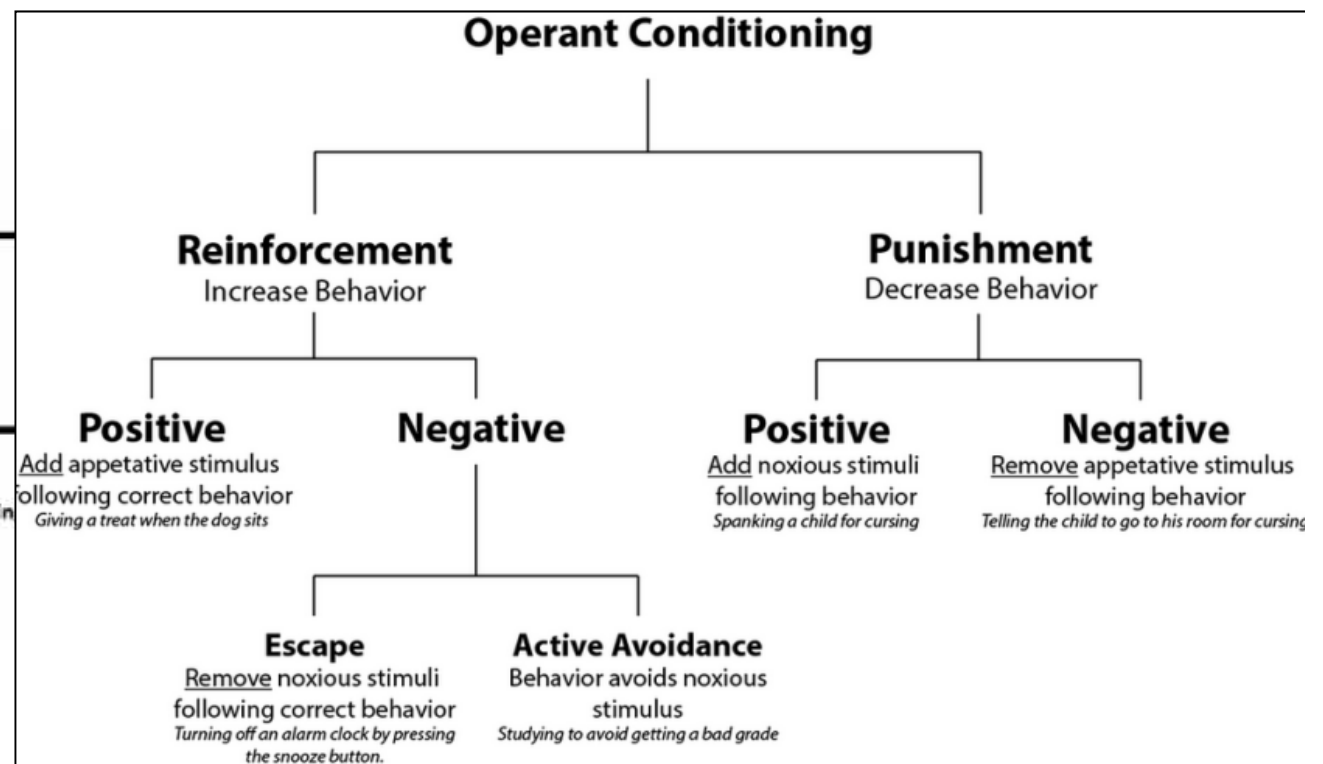 Operant Conditioning
Reinforcement
Increase Behavior
Punishment
Decrease Behavior
Positive
Add appetative stimulus
following correct behavior
Giving a treat when the dog sits
Negative
Positive
Add noxious stimuli
following behavior
Spanking a child for cursing
Negative
Remove appetative stimulus
following behavior
Telling the child to go to his room for cursing
Escape
Remove noxious stimuli
following correct behavior
Turning off an alarm clock by pressing
the snooze button.
Active Avoidance
Behavior avoids noxious
stimulus
Studying to avoid getting a bad grade